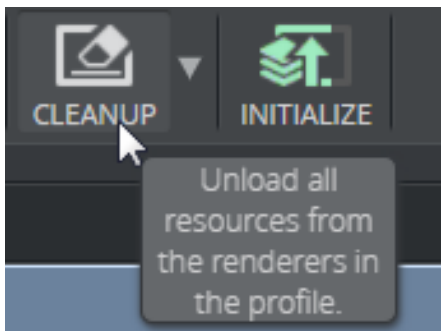 CLEANUP
INITIALIZE
Unload all
resources from
the renderers in
the profile.